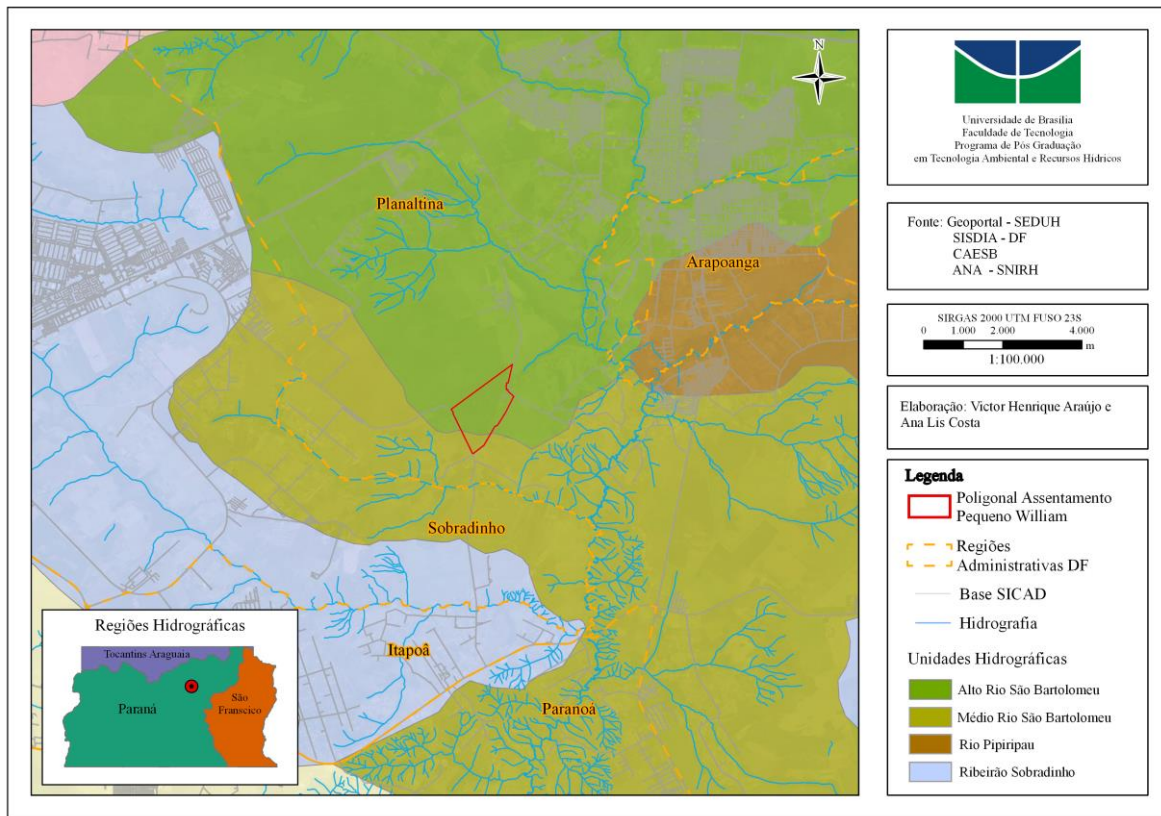 N
Planaltina
Arapoanga
Sobradinho
Itapoã
Paranoá
Regiões Hidrográficas
Tocantins Araguaia
Paraná
São
Franscico
Universidade de Brasília
Faculdade de Tecnologia
Programa de Pós Graduação
em Tecnologia Ambiental e Recursos Hídricos
Fonte: Geoportal - SEDUH
SISDIA - DF
CAESB
ANA - SNIRH
SIRGAS 2000 UTM FUSO 23S
0 1.000 2.000 4.000
m
1:100.000
Elaboração: Victor Henrique Araújo e
Ana Lis Costa
Legenda
Poligonal Assentamento
Pequeno William
Regiões
Administrativas DF
Base SICAD
Hidrografia
Unidades Hidrográficas
Alto Rio São Bartolomeu
Médio Rio São Bartolomeu
Rio Pipiripau
Ribeirão Sobradinho